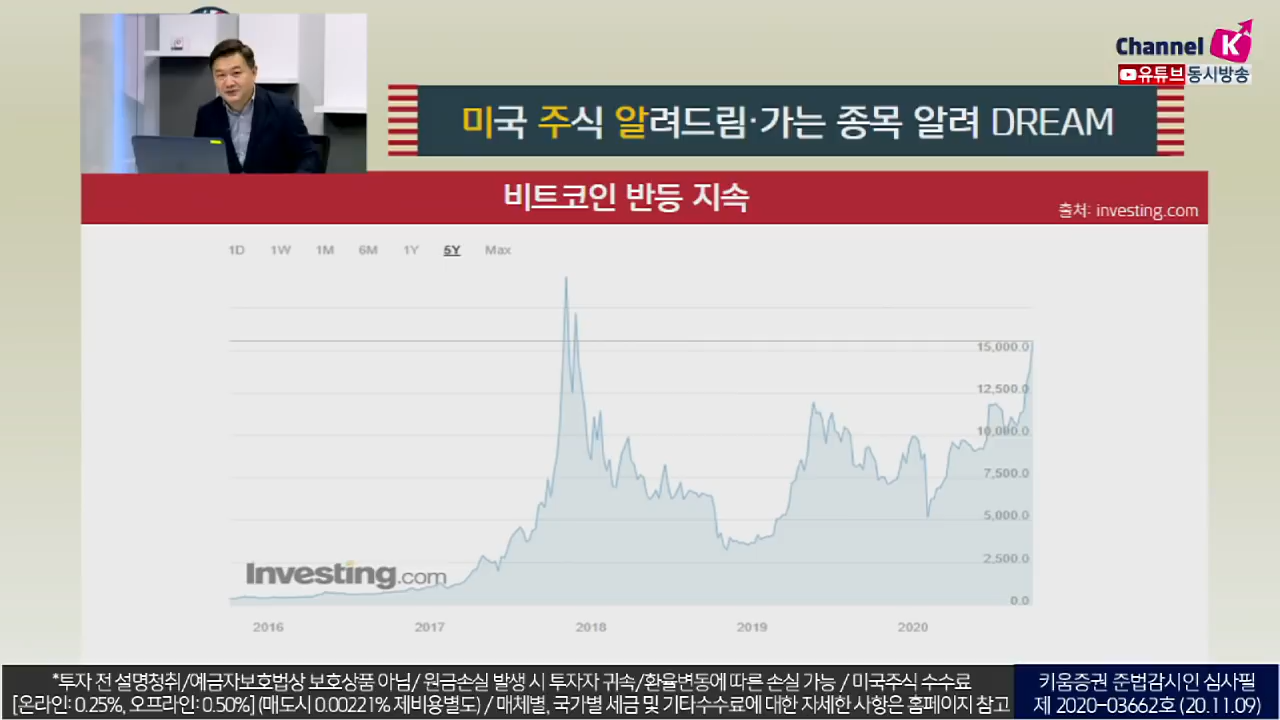 Channel K
유튜브 동시방송
미국 주식 알려드림·가는 종목 알려 DREAM
비트코인 반등 지속
출처: investing.com
1D 1W 1M 6M 1Y 5Y Max
15,000.0
12,500.0
10,000.0
7,500.0
5,000.0
2,500.0
0.0
Investing.com
2016 2017 2018 2019 2020
*투자 전 설명청취/예금자보호법상 보호상품 아님/ 원금손실 발생 시 투자자 귀속/환율변동에 따른 손실 가능 / 미국주식 수수료
[온라인: 0.25%, 오프라인: 0.50%] (매도시 0.00221% 제비용별도) / 매체별, 국가별 세금 및 기타수수료에 대한 자세한 사항은 홈페이지 참고
키움증권 준법감시인 심사필
제 2020-03662호 (20.11.09)